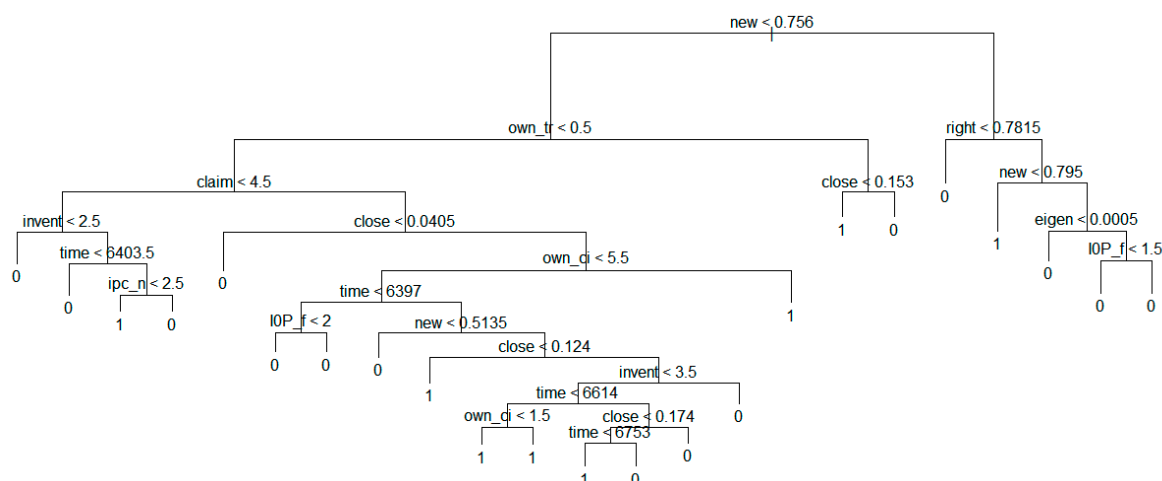 new < 0.756
own_tr < 0.5
right < 0.7815
claim < 4.5
close < 0.153
new < 0.795
invent < 2.5
close < 0.0405
1
0
0
eigen < 0.0005
time < 6403.5
0
own_ci < 5.5
1
I0P_f < 1.5
0
ipc_n < 2.5
0
time < 6397
0
0
0
0
1
0
I0P_f < 2
new < 0.5135
1
0
0
0
close < 0.124
1
invent < 3.5
time < 6614
0
own_ci < 1.5
close < 0.174
1
1
time < 6753
0
1
0